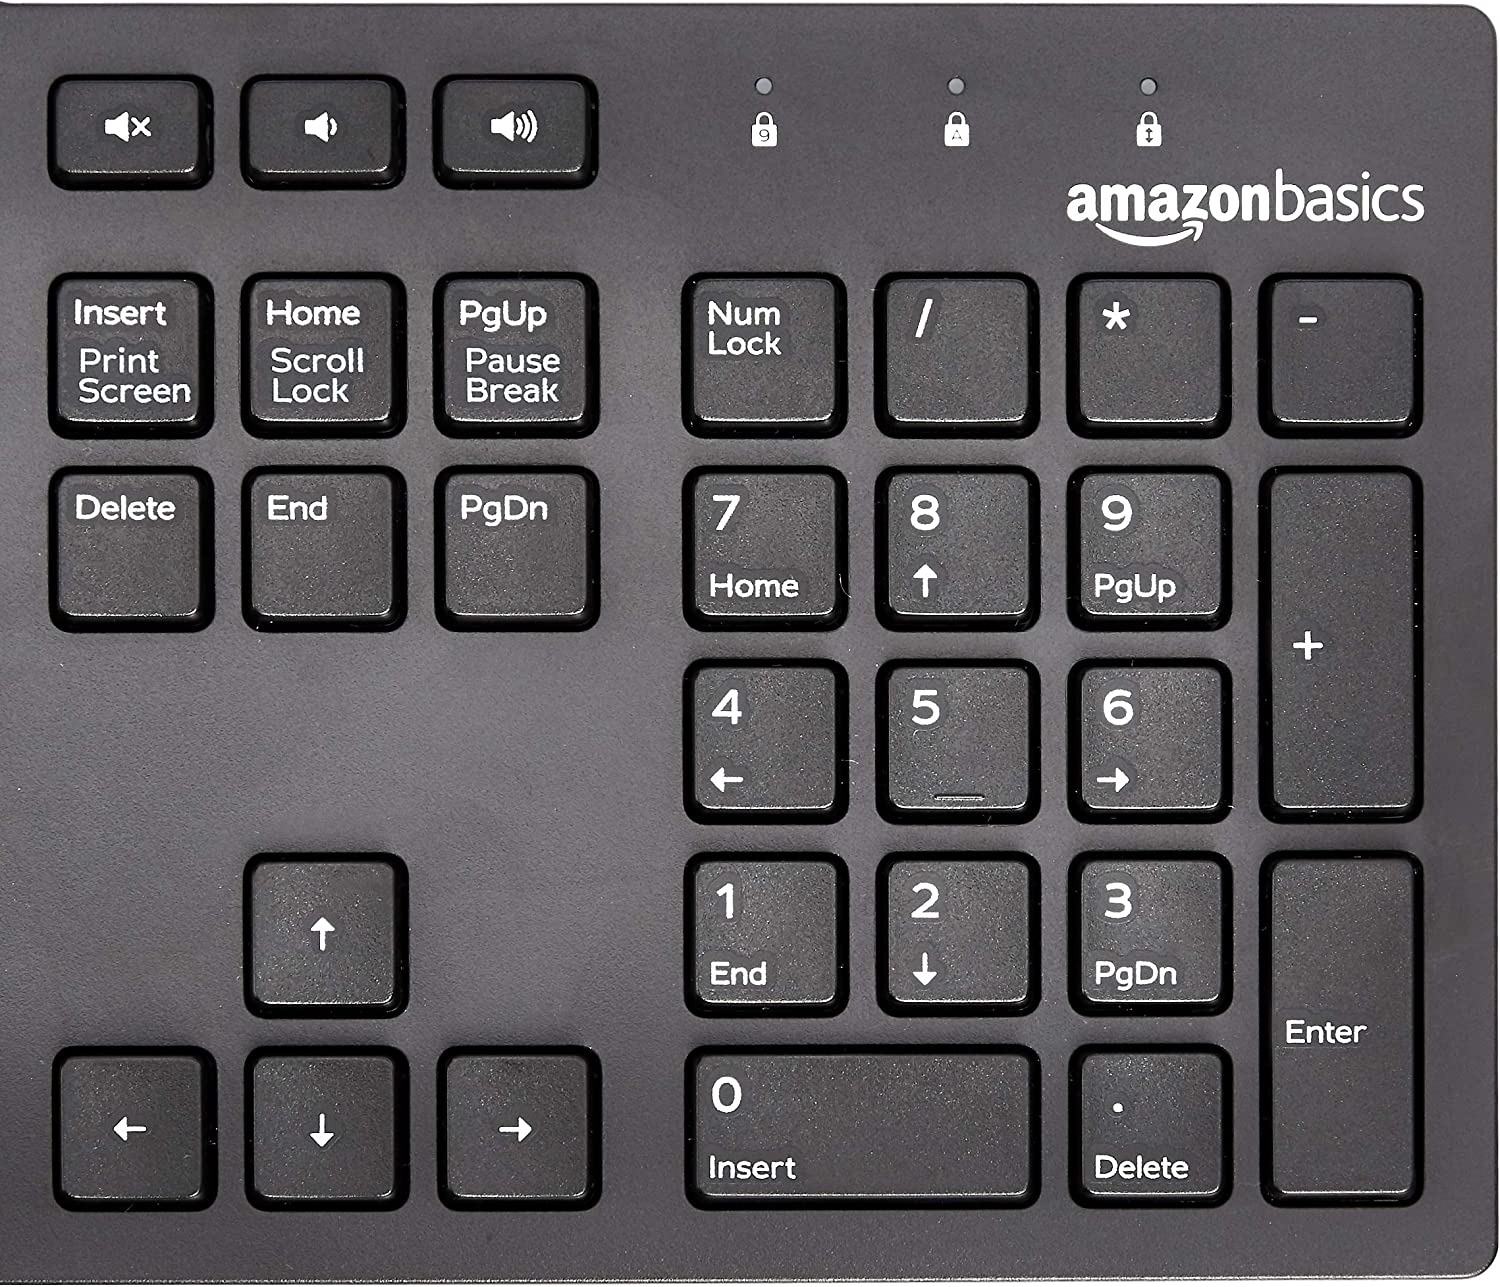 9
A
amazonbasics
Insert
Print
Screen
Home
Scroll
Lock
PgUp
Pause
Break
Num
Lock
/
*
-
Delete
End
PgDn
7
Home
8
↑
9
PgUp
+
4
←
5
6
→
↑
1
End
2
↓
3
PgDn
Enter
←
↓
→
0
Insert
.
Delete